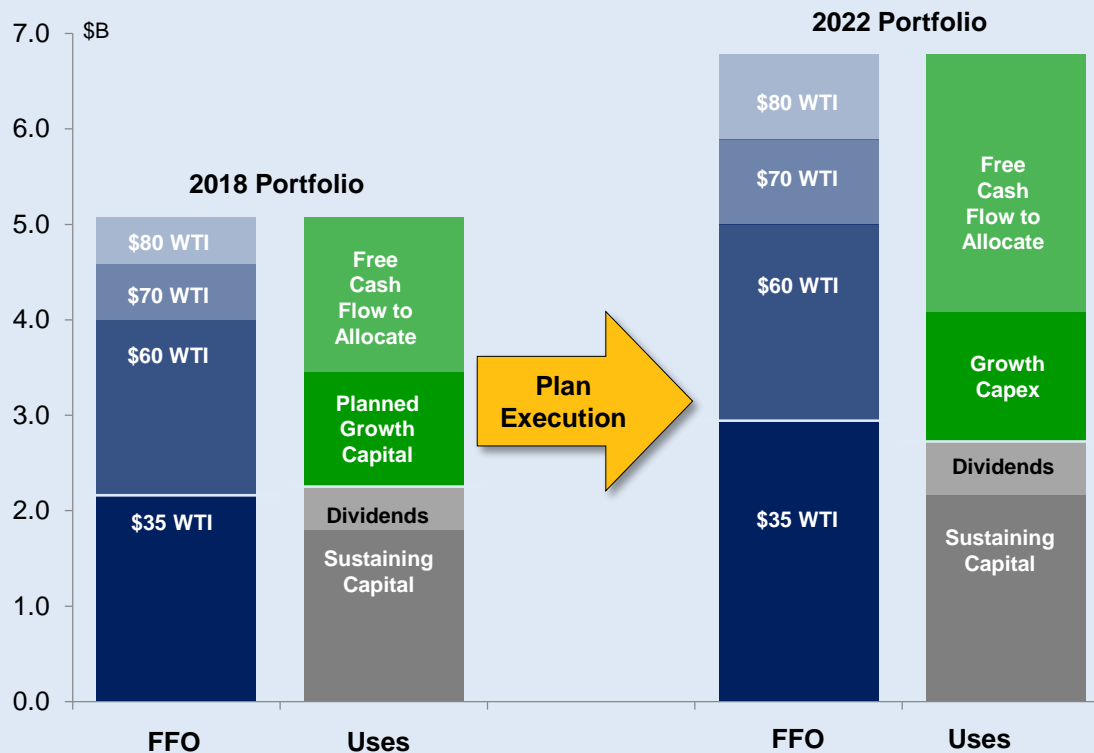 $B
7.0
6.0
5.0
4.0
3.0
2.0
1.0
0.0
2018 Portfolio
$80 WTI
$70 WTI
$60 WTI
$35 WTI
Free
Cash
Flow to
Allocate
Planned
Growth
Capital
Dividends
Sustaining
Capital
Plan
Execution
2022 Portfolio
$80 WTI
$70 WTI
$60 WTI
$35 WTI
Free
Cash
Flow to
Allocate
Growth
Capex
Dividends
Sustaining
Capital
FFO
Uses
FFO
Uses